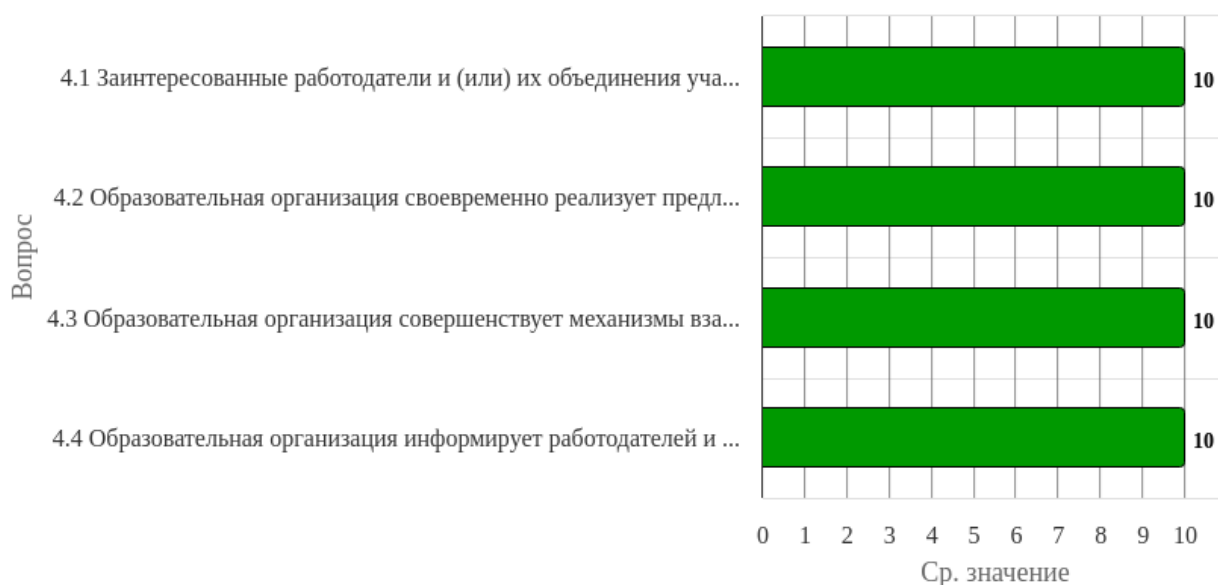 4.1 Заинтересованные работодатели и (или) их объединения уча...
10
4.2 Образовательная организация своевременно реализует предл...
10
4.3 Образовательная организация совершенствует механизмы вза...
10
4.4 Образовательная организация информирует работодателей и ...
10
Вопрос
0 1 2 3 4 5 6 7 8 9 10
Ср. значение